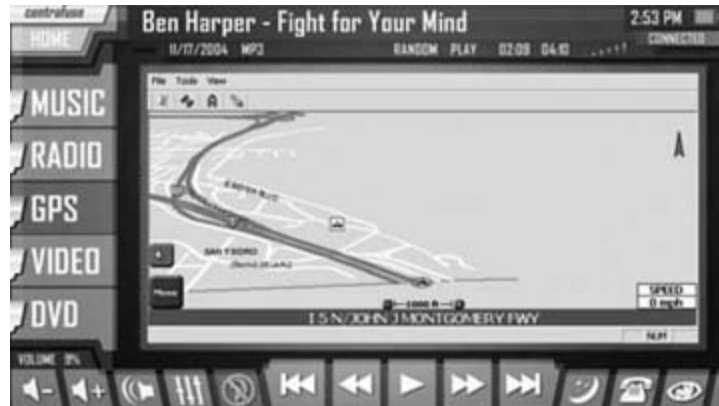 centrafuse
Ben Harper - Fight for Your Mind
2:53 PM
HOME
11/17/2004 MP3
RANDOM PLAY 02:09 04:10
CONNECTED
File Tools View
MUSIC
RADIO
GPS
VIDEO
DVD
SAN YSIDRO
Menu
1000 ft
SPEED
0 mph
I 5 N/JOHN J MONTGOMERY FWY
NUM
VOLUME 9%